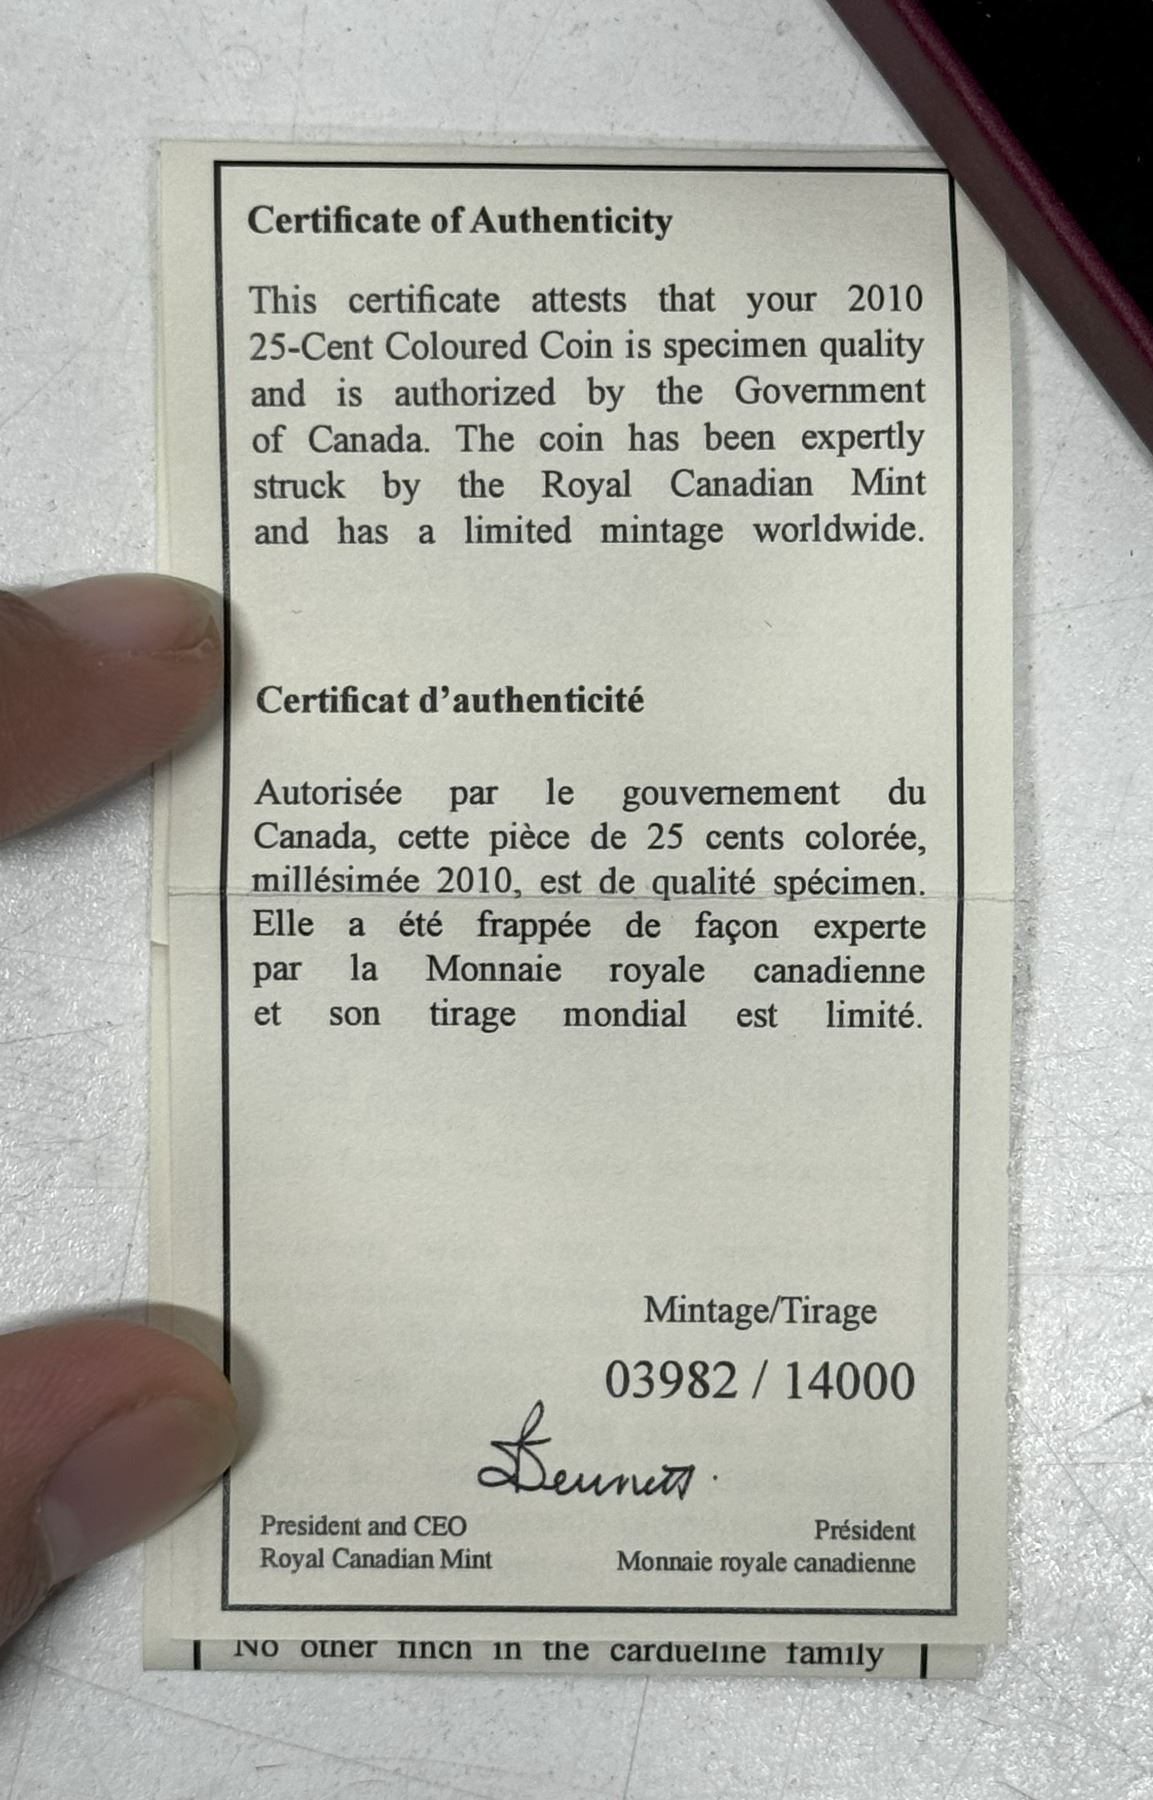 Certificate of Authenticity
This certificate attests that your 2010
25-Cent Coloured Coin is specimen quality
and is authorized by the Government
of Canada. The coin has been expertly
struck by the Royal Canadian Mint
and has a limited mintage worldwide.
Certificat d'authenticité
Autorisée par le gouvernement du
Canada, cette pièce de 25 cents colorée,
millésimée 2010, est de qualité spécimen.
Elle a été frappée de façon experte
par la Monnaie royale canadienne
et son tirage mondial est limité.
Mintage/Tirage
03982 / 14000
Bennett
President and CEO
Royal Canadian Mint
Président
Monnaie royale canadienne
No other finch in the cardueline family